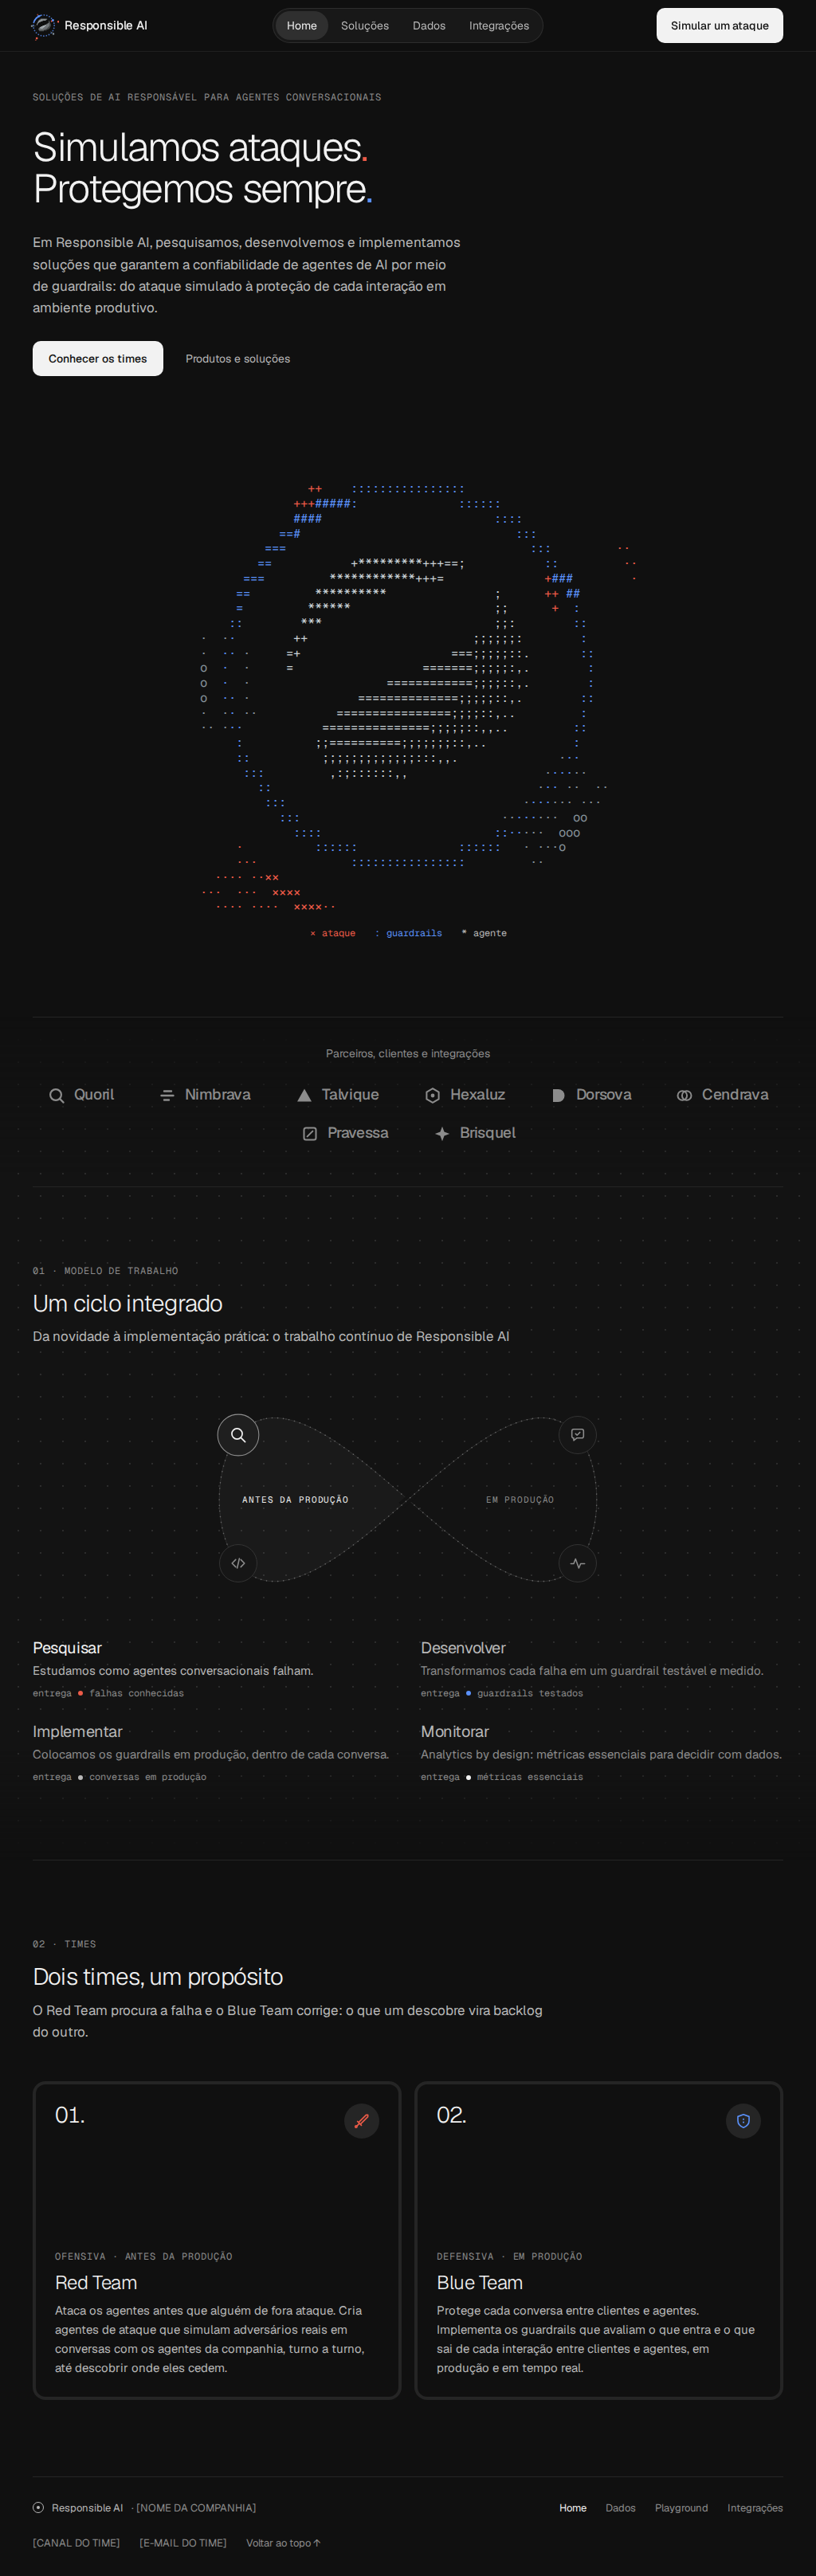 Responsible AI
Home Soluções Dados Integrações
Simular um ataque
SOLUÇÕES DE AI RESPONSÁVEL PARA AGENTES CONVERSACIONAIS
Simulamos ataques.
Protegemos sempre.
Em Responsible AI, pesquisamos, desenvolvemos e implementamos
soluções que garantem a confiabilidade de agentes de AI por meio
de guardrails: do ataque simulado à proteção de cada interação em
ambiente produtivo.
Conhecer os times Produtos e soluções
× ataque : guardrails * agente
Parceiros, clientes e integrações
Quoril Nimbrava Talvique Hexaluz Dorsova Cendrava
Pravessa Brisquel
01 · MODELO DE TRABALHO
Um ciclo integrado
Da novidade à implementação prática: o trabalho contínuo de Responsible AI
ANTES DA PRODUÇÃO EM PRODUÇÃO
Pesquisar
Estudamos como agentes conversacionais falham.
entrega ● falhas conhecidas
Desenvolver
Transformamos cada falha em um guardrail testável e medido.
entrega ● guardrails testados
Implementar
Colocamos os guardrails em produção, dentro de cada conversa.
entrega ● conversas em produção
Monitorar
Analytics by design: métricas essenciais para decidir com dados.
entrega ● métricas essenciais
02 · TIMES
Dois times, um propósito
O Red Team procura a falha e o Blue Team corrige: o que um descobre vira backlog
do outro.
01.
OFENSIVA · ANTES DA PRODUÇÃO
Red Team
Ataca os agentes antes que alguém de fora ataque. Cria
agentes de ataque que simulam adversários reais em
conversas com os agentes da companhia, turno a turno,
até descobrir onde eles cedem.
02.
DEFENSIVA · EM PRODUÇÃO
Blue Team
Protege cada conversa entre clientes e agentes.
Implementa os guardrails que avaliam o que entra e o que
sai de cada interação entre clientes e agentes, em
produção e em tempo real.
Responsible AI · [NOME DA COMPANHIA]
Home Dados Playground Integrações
[CANAL DO TIME] [E-MAIL DO TIME] Voltar ao topo ↑